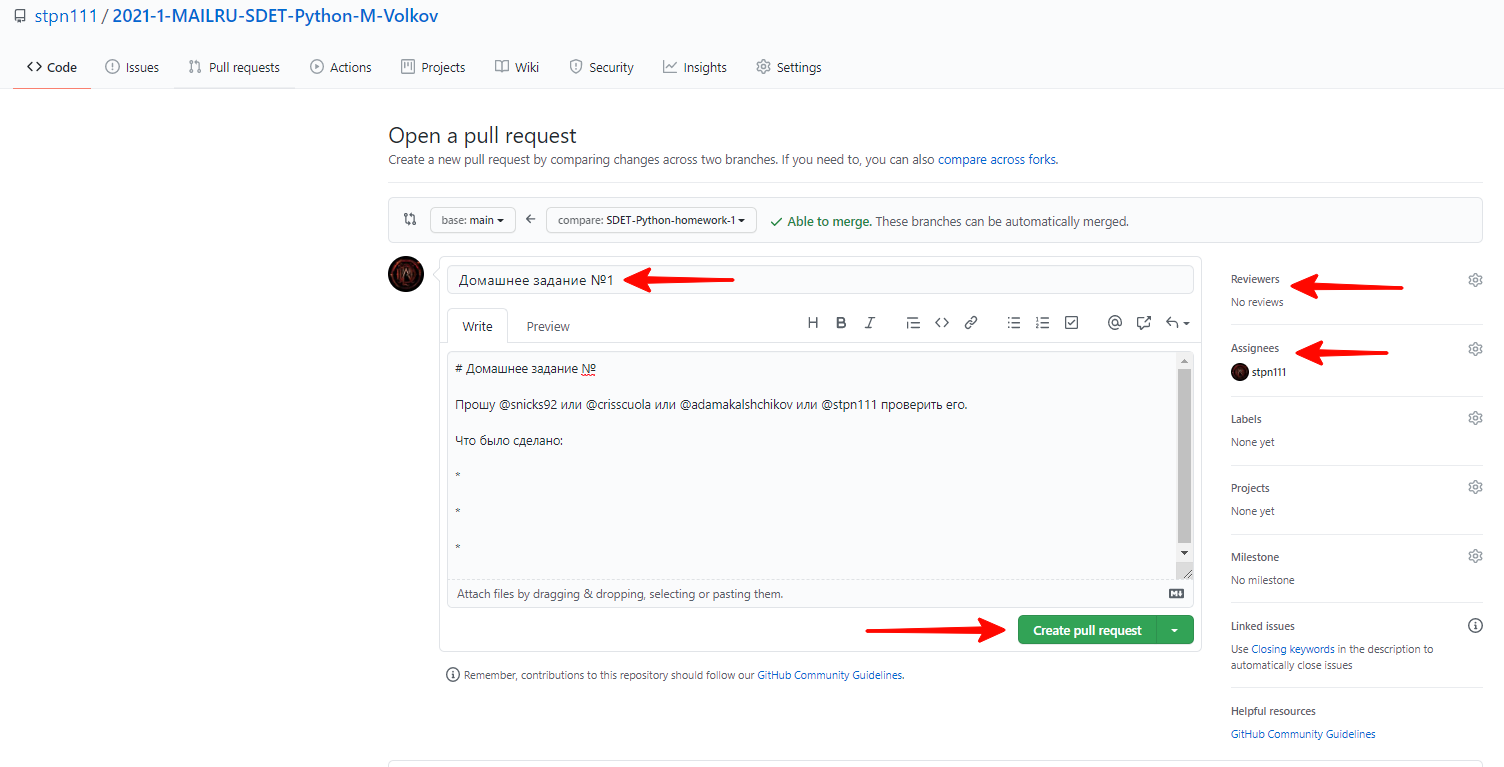 stpn111 / 2021-1-MAILRU-SDET-Python-M-Volkov
Code Issues Pull requests Actions Projects Wiki Security Insights Settings
Open a pull request
Create a new pull request by comparing changes across two branches. If you need to, you can also compare across forks.
base: main compare: SDET-Python-homework-1 Able to merge. These branches can be automatically merged.
Домашнее задание №1
Write Preview
# Домашнее задание №
Прошу @snicks92 или @crisscuola или @adamakalshchikov или @stpn111 проверить его.
Что было сделано:
*
*
*
Attach files by dragging & dropping, selecting or pasting them.
Create pull request
Remember, contributions to this repository should follow our GitHub Community Guidelines.
Reviewers
No reviews
Assignees
stpn111
Labels
None yet
Projects
None yet
Milestone
No milestone
Linked issues
Use Closing keywords in the description to
automatically close issues
Helpful resources
GitHub Community Guidelines